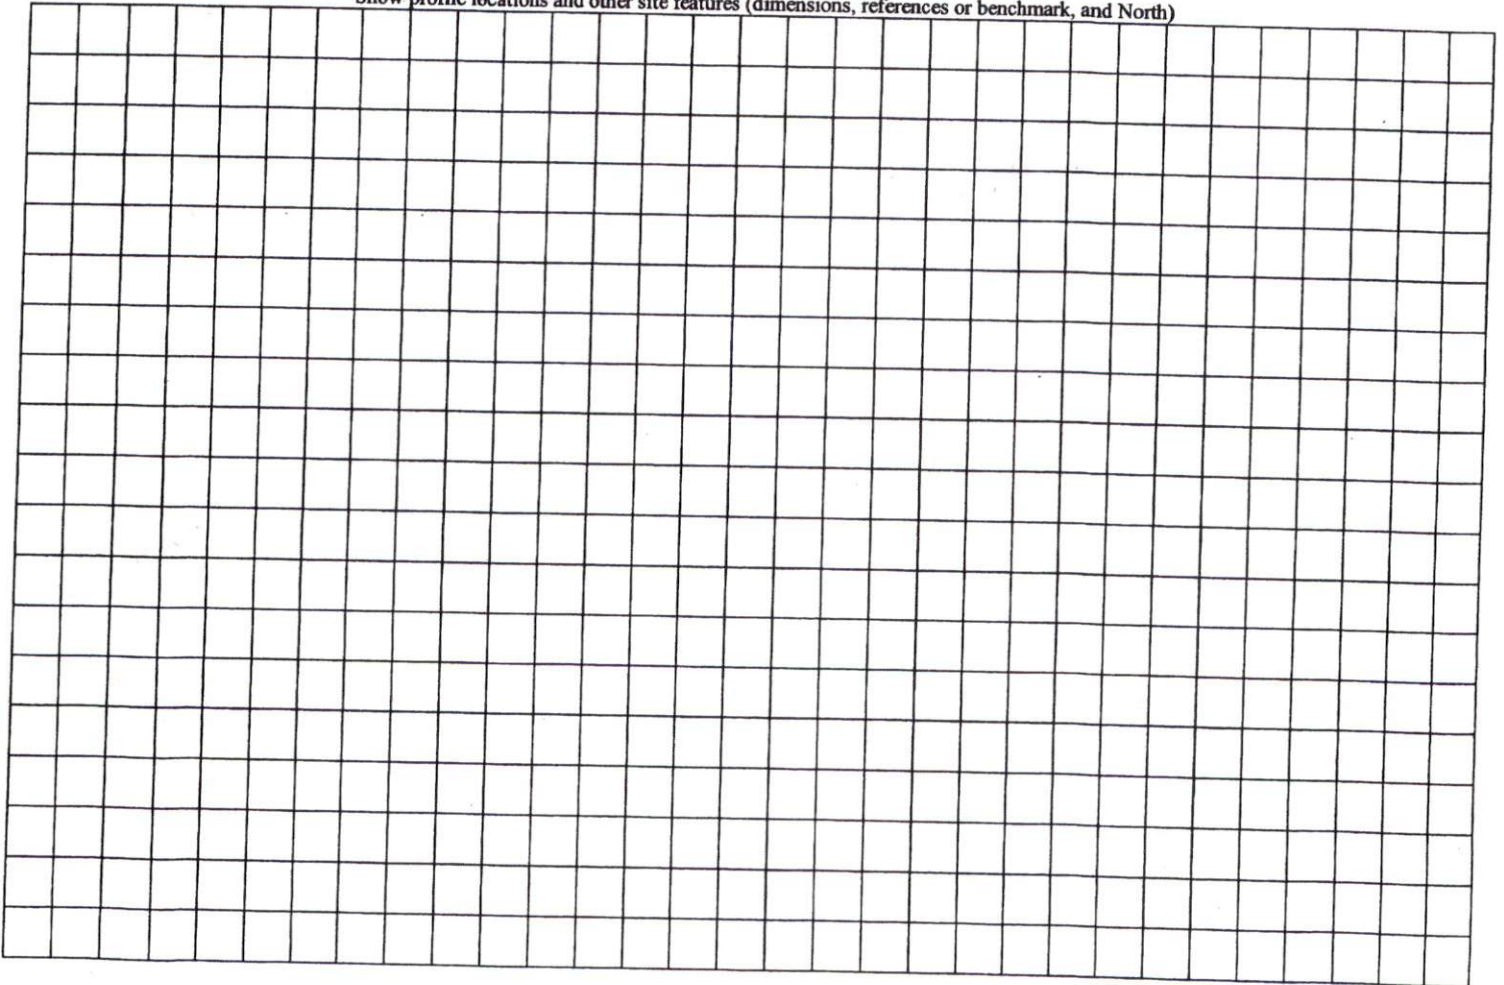 Show profile locations and other site features (dimensions, references or benchmark, and North)